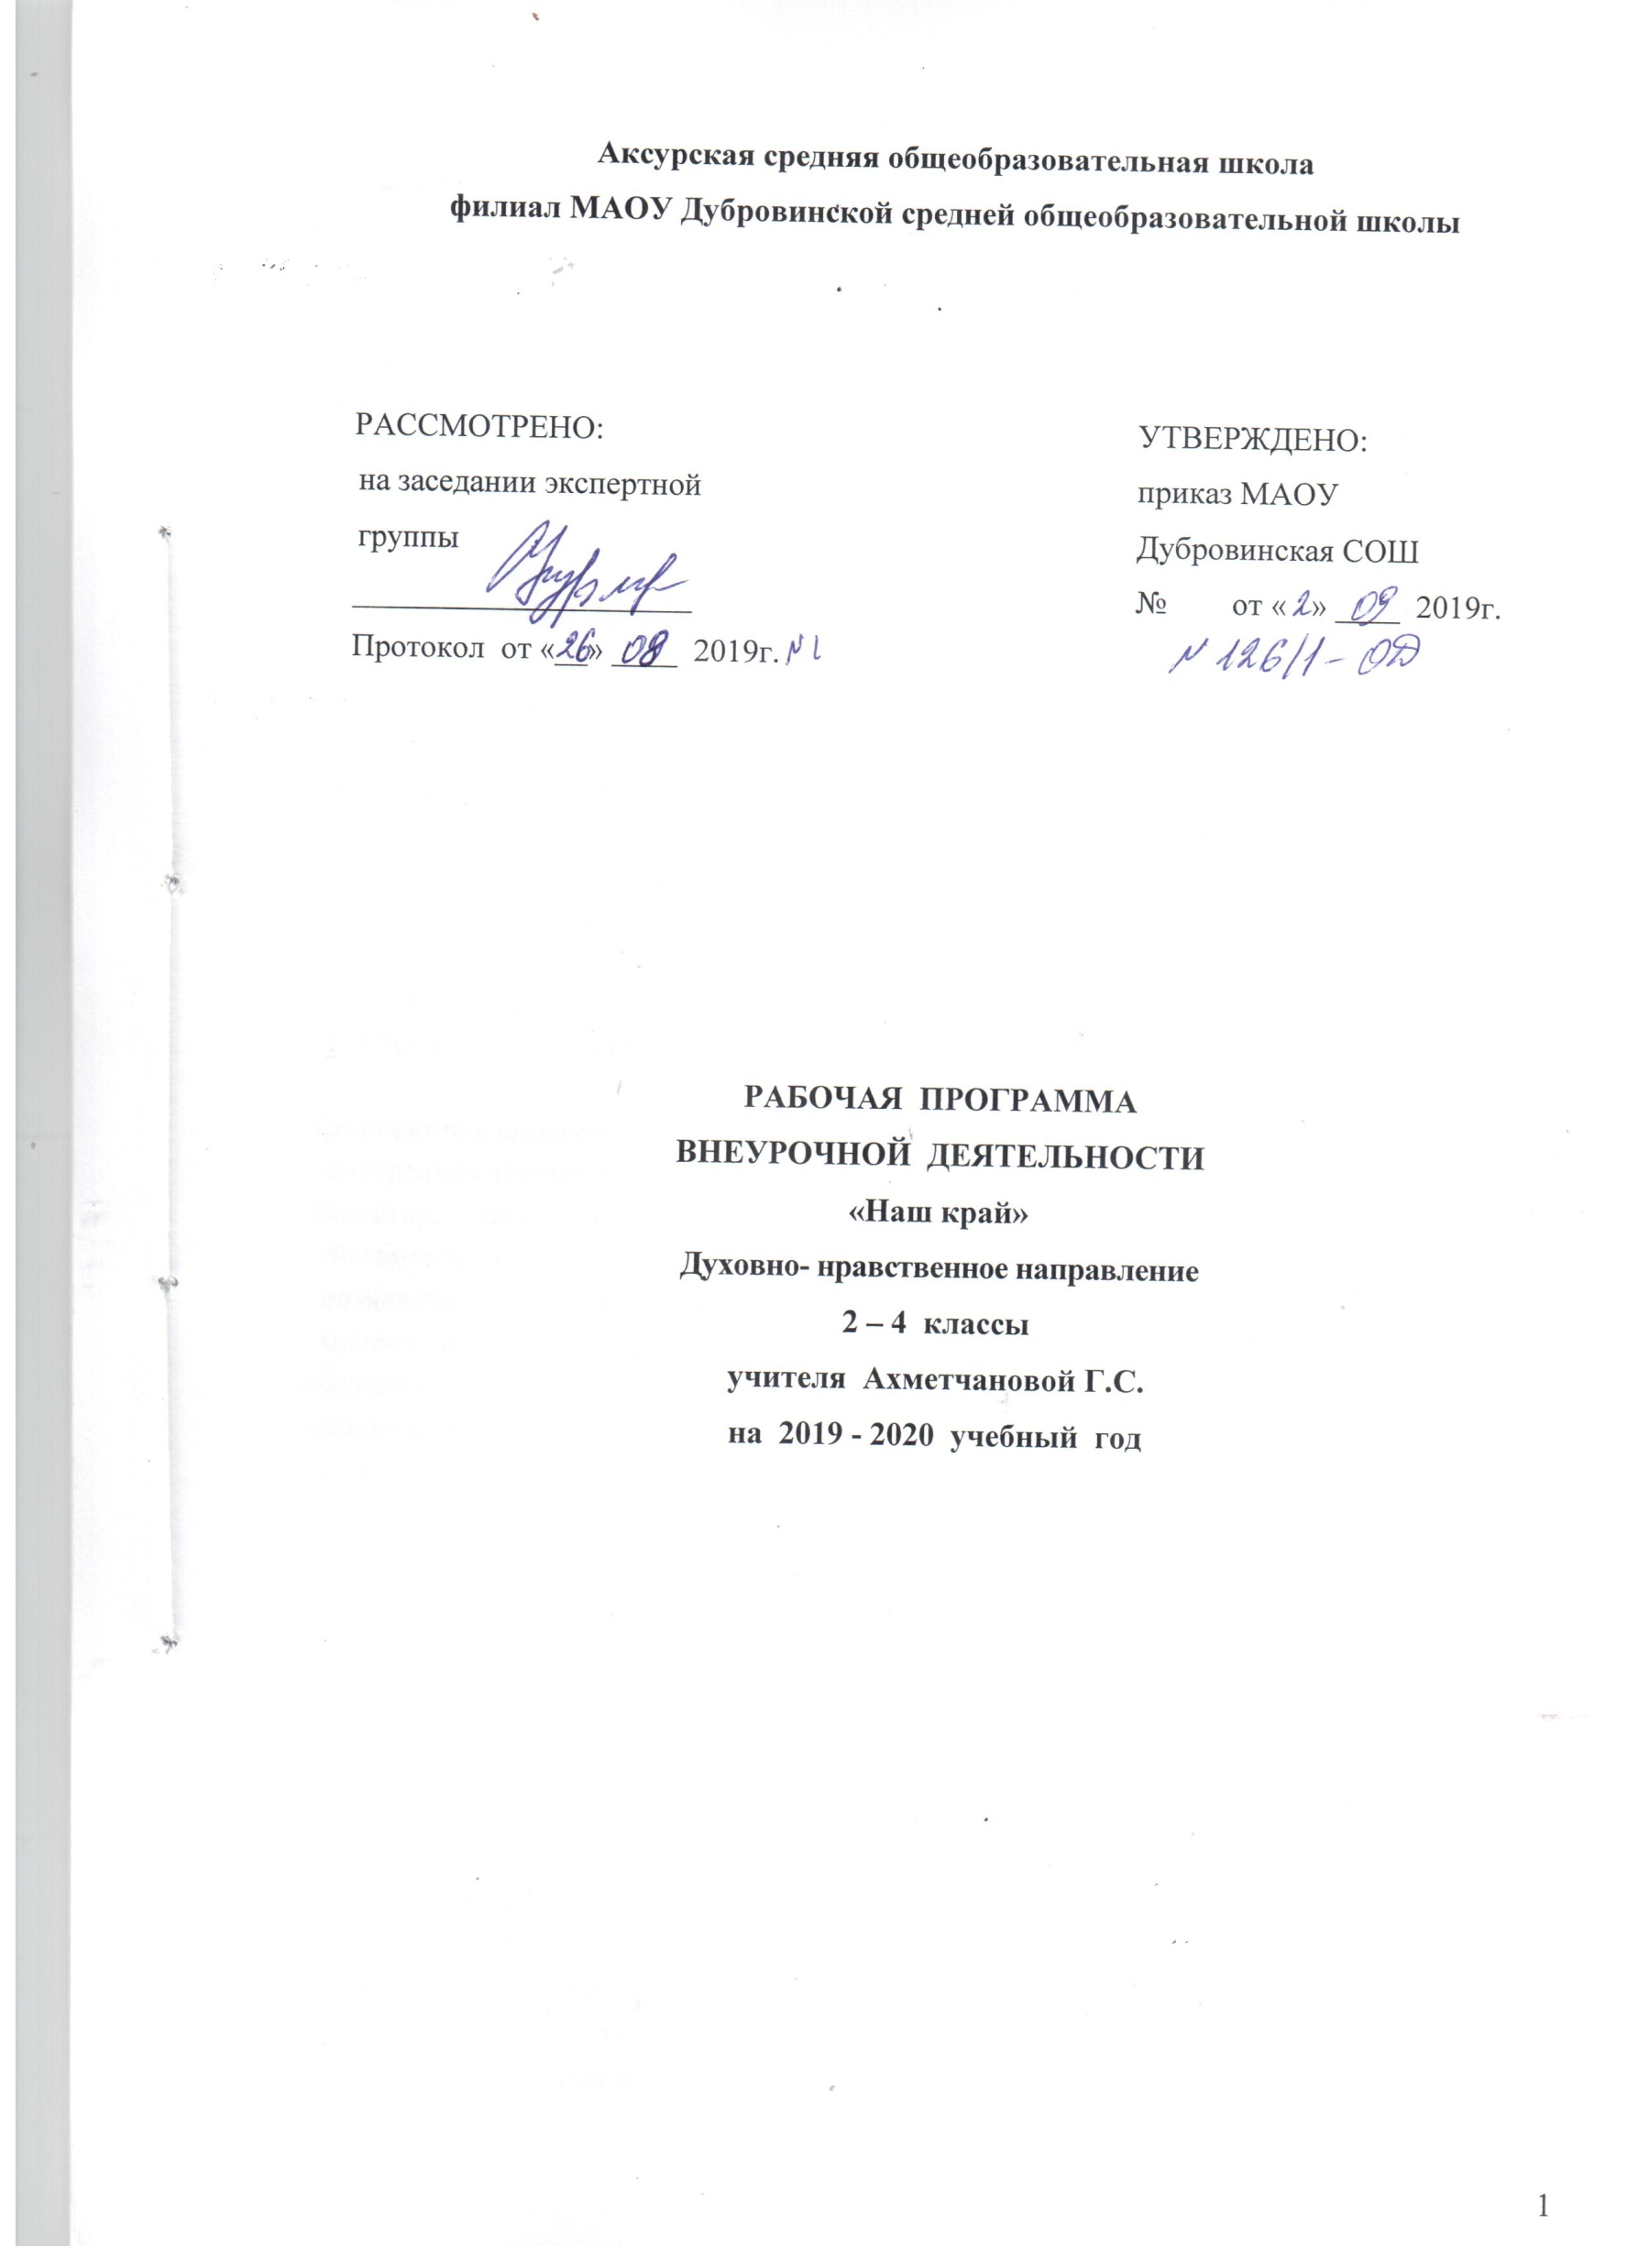 Аксурская средняя общеобразовательная школа
филиал МАОУ Дубровинской средней общеобразовательной школы
РАССМОТРЕНО:
на заседании экспертной
группы
Протокол от «26» 08 2019г. № 1
УТВЕРЖДЕНО:
приказ МАОУ
Дубровинская СОШ
№ от «2» 09 2019г.
№ 126/1 - ОД
РАБОЧАЯ ПРОГРАММА
ВНЕУРОЧНОЙ ДЕЯТЕЛЬНОСТИ
«Наш край»
Духовно- нравственное направление
2 – 4 классы
учителя Ахметчановой Г.С.
на 2019 - 2020 учебный год
1